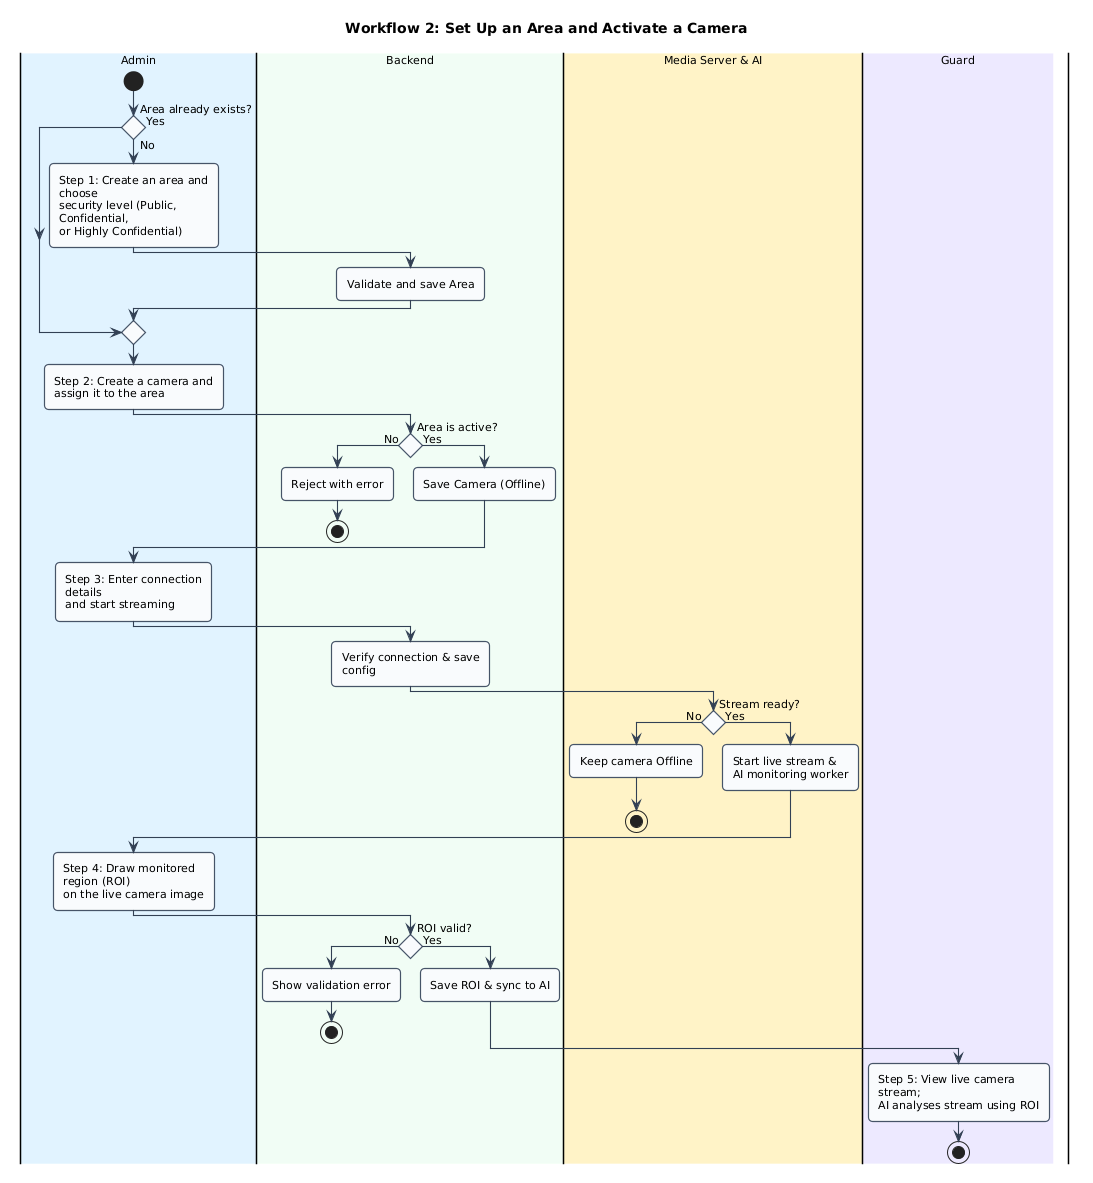 Workflow 2: Set Up an Area and Activate a Camera
Admin
Backend
Media Server & AI
Guard
Area already exists?
Yes
No
Step 1: Create an area and
choose
security level (Public,
Confidential,
or Highly Confidential)
Validate and save Area
Step 2: Create a camera and
assign it to the area
Area is active?
No
Yes
Reject with error
Save Camera (Offline)
Step 3: Enter connection
details
and start streaming
Verify connection & save
config
Stream ready?
No
Yes
Keep camera Offline
Start live stream &
AI monitoring worker
Step 4: Draw monitored
region (ROI)
on the live camera image
ROI valid?
No
Yes
Show validation error
Save ROI & sync to AI
Step 5: View live camera
stream;
AI analyses stream using ROI